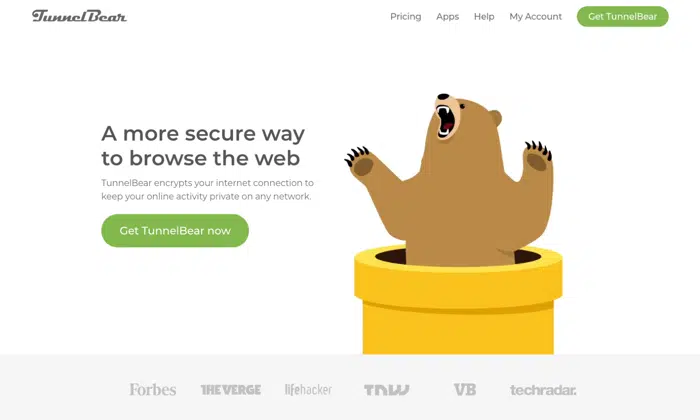 TunnelBear
Pricing Apps Help My Account Get TunnelBear
A more secure way
to browse the web
TunnelBear encrypts your internet connection to
keep your online activity private on any network.
Get TunnelBear now
Forbes THE VERGE lifehacker TNW VB techradar.